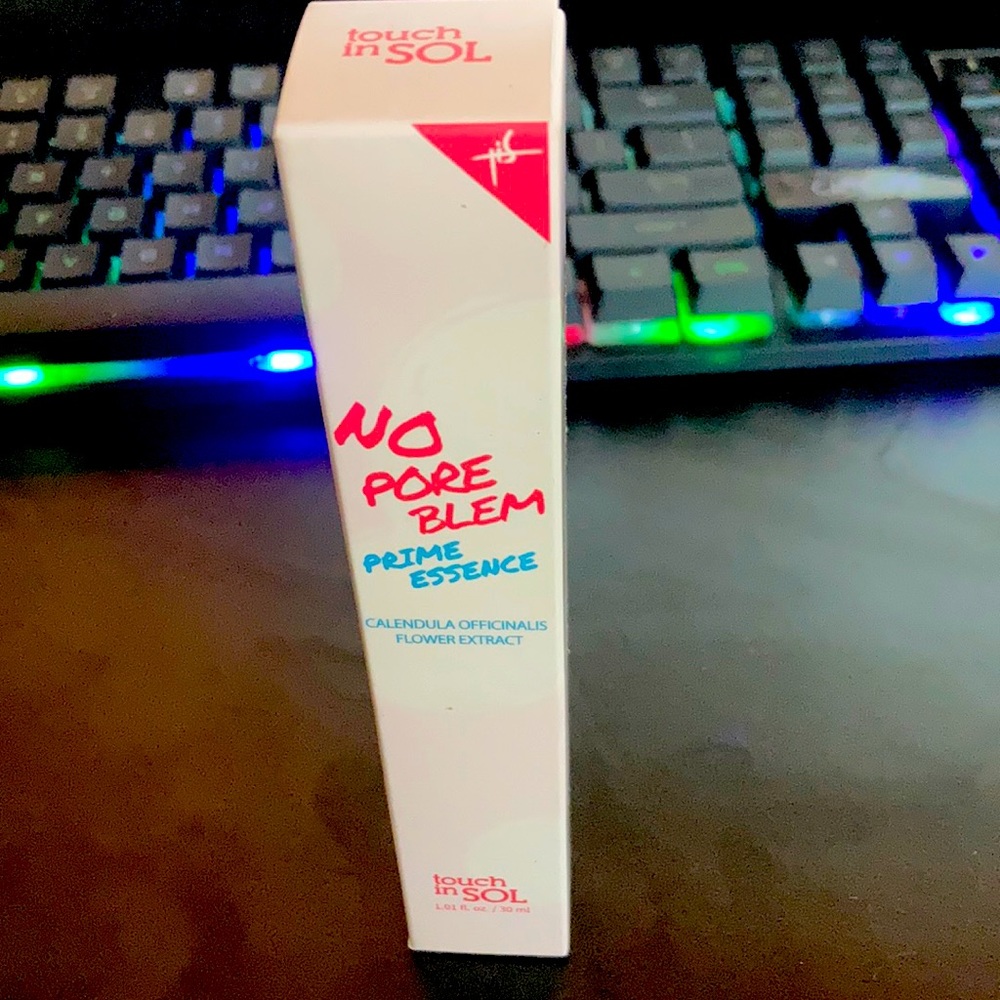 touch
in SOL
tis
NO
PORE
BLEM
PRIME
ESSENCE
CALENDULA OFFICINALIS
FLOWER EXTRACT
touch
in SOL
1.01 fl. oz. / 30 ml